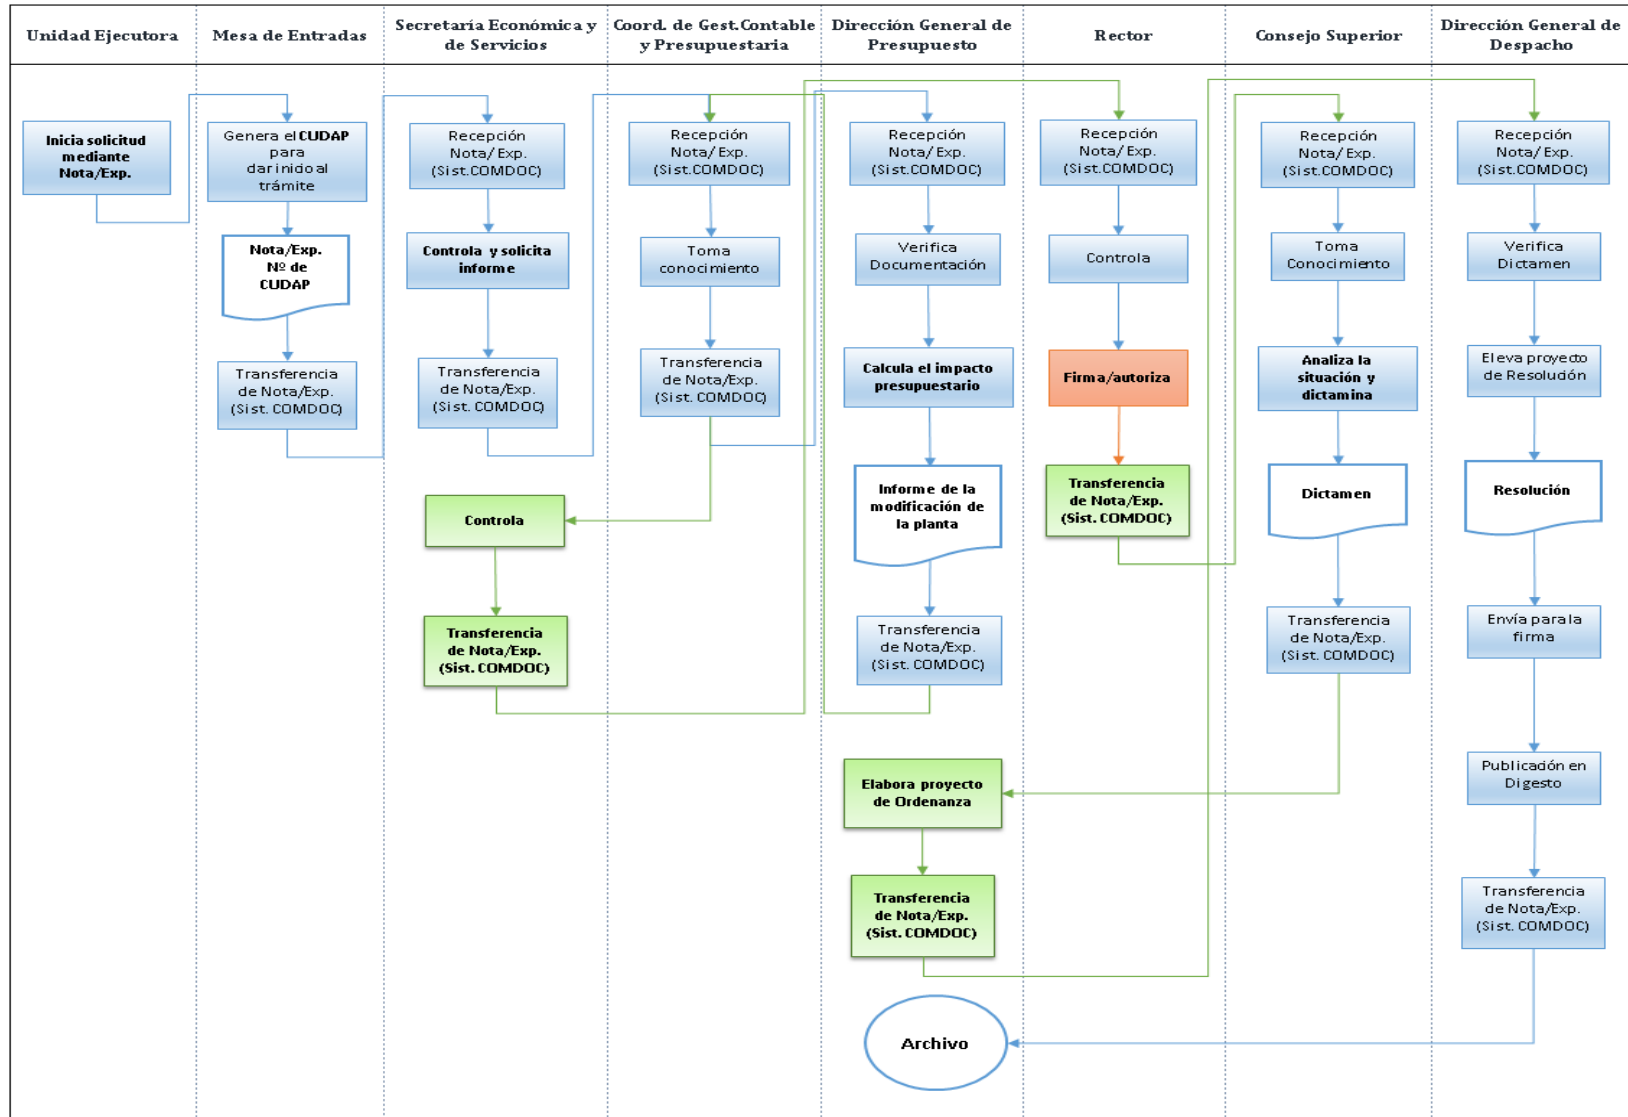 Unidad Ejecutora
Mesa de Entradas
Secretaría Económica y
de Servicios
Coord. de Gest.Contable
y Presupuestaria
Dirección General de
Presupuesto
Rector
Consejo Superior
Dirección General de
Despacho
Inicia solicitud
mediante
Nota/Exp.
Genera el CUDAP
para
dar inicio al
trámite
Nota/Exp.
Nº de
CUDAP
Transferencia
de Nota/Exp.
(Sist. COMDOC)
Recepción
Nota/ Exp.
(Sist.COMDOC)
Controla y solicita
informe
Transferencia
de Nota/Exp.
(Sist. COMDOC)
Controla
Transferencia
de Nota/Exp.
(Sist. COMDOC)
Recepción
Nota/ Exp.
(Sist.COMDOC)
Toma
conocimiento
Transferencia
de Nota/Exp.
(Sist. COMDOC)
Recepción
Nota/ Exp.
(Sist.COMDOC)
Verifica
Documentación
Calcula el impacto
presupuestario
Informe de la
modificación de
la planta
Transferencia
de Nota/Exp.
(Sist. COMDOC)
Elabora proyecto
de Ordenanza
Transferencia
de Nota/Exp.
(Sist. COMDOC)
Archivo
Recepción
Nota/ Exp.
(Sist.COMDOC)
Controla
Firma/autoriza
Transferencia
de Nota/Exp.
(Sist. COMDOC)
Recepción
Nota/ Exp.
(Sist.COMDOC)
Toma
Conocimiento
Analiza la
situación y
dictamina
Dictamen
Transferencia
de Nota/Exp.
(Sist. COMDOC)
Recepción
Nota/ Exp.
(Sist.COMDOC)
Verifica
Dictamen
Eleva proyecto
de Resolución
Resolución
Envía para la
firma
Publicación en
Digesto
Transferencia
de Nota/Exp.
(Sist. COMDOC)